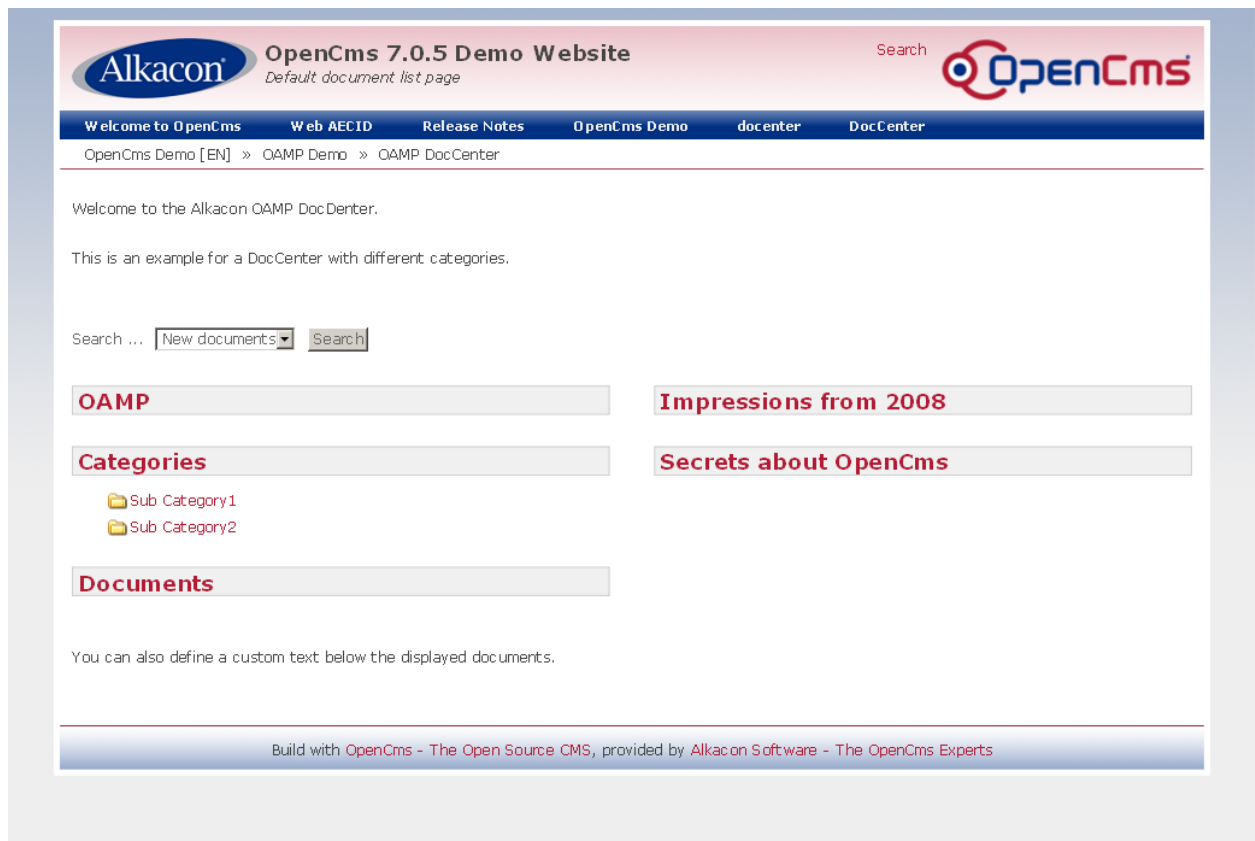 Alkacon
OpenCms 7.0.5 Demo Website
Default document list page
Search
OpenCms
Welcome to OpenCms Web AECID Release Notes OpenCms Demo docenter DocCenter
OpenCms Demo [EN] » OAMP Demo » OAMP DocCenter
Welcome to the Alkacon OAMP DocDenter.
This is an example for a DocCenter with different categories.
Search ... New documents Search
OAMP
Impressions from 2008
Categories
Secrets about OpenCms
Sub Category1
Sub Category2
Documents
You can also define a custom text below the displayed documents.
Build with OpenCms - The Open Source CMS, provided by Alkacon Software - The OpenCms Experts